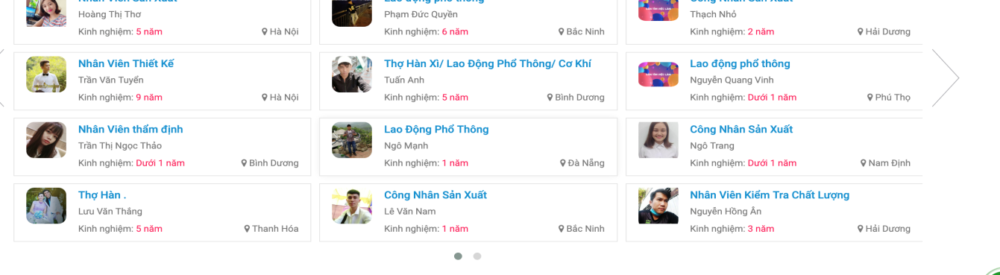 Nhân Viên Sản Xuất
Hoàng Thị Thơ
Kinh nghiệm: 5 năm
Hà Nội
Lao động phổ thông
Phạm Đức Quyền
Kinh nghiệm: 6 năm
Bắc Ninh
Công Nhân Sản Xuất
Thạch Nhỏ
Kinh nghiệm: 2 năm
Hải Dương
Nhân Viên Thiết Kế
Trần Văn Tuyển
Kinh nghiệm: 9 năm
Hà Nội
Thợ Hàn Xì/ Lao Động Phổ Thông/ Cơ Khí
Tuấn Anh
Kinh nghiệm: 5 năm
Bình Dương
Lao động phổ thông
Nguyễn Quang Vinh
Kinh nghiệm: Dưới 1 năm
Phú Thọ
Nhân Viên thẩm định
Trần Thị Ngọc Thảo
Kinh nghiệm: Dưới 1 năm
Bình Dương
Lao Động Phổ Thông
Ngô Mạnh
Kinh nghiệm: 1 năm
Đà Nẵng
Công Nhân Sản Xuất
Ngô Trang
Kinh nghiệm: Dưới 1 năm
Nam Định
Thợ Hàn .
Lưu Văn Thắng
Kinh nghiệm: 5 năm
Thanh Hóa
Công Nhân Sản Xuất
Lê Văn Nam
Kinh nghiệm: 1 năm
Bắc Ninh
Nhân Viên Kiểm Tra Chất Lượng
Nguyễn Hồng Ân
Kinh nghiệm: 3 năm
Hải Dương